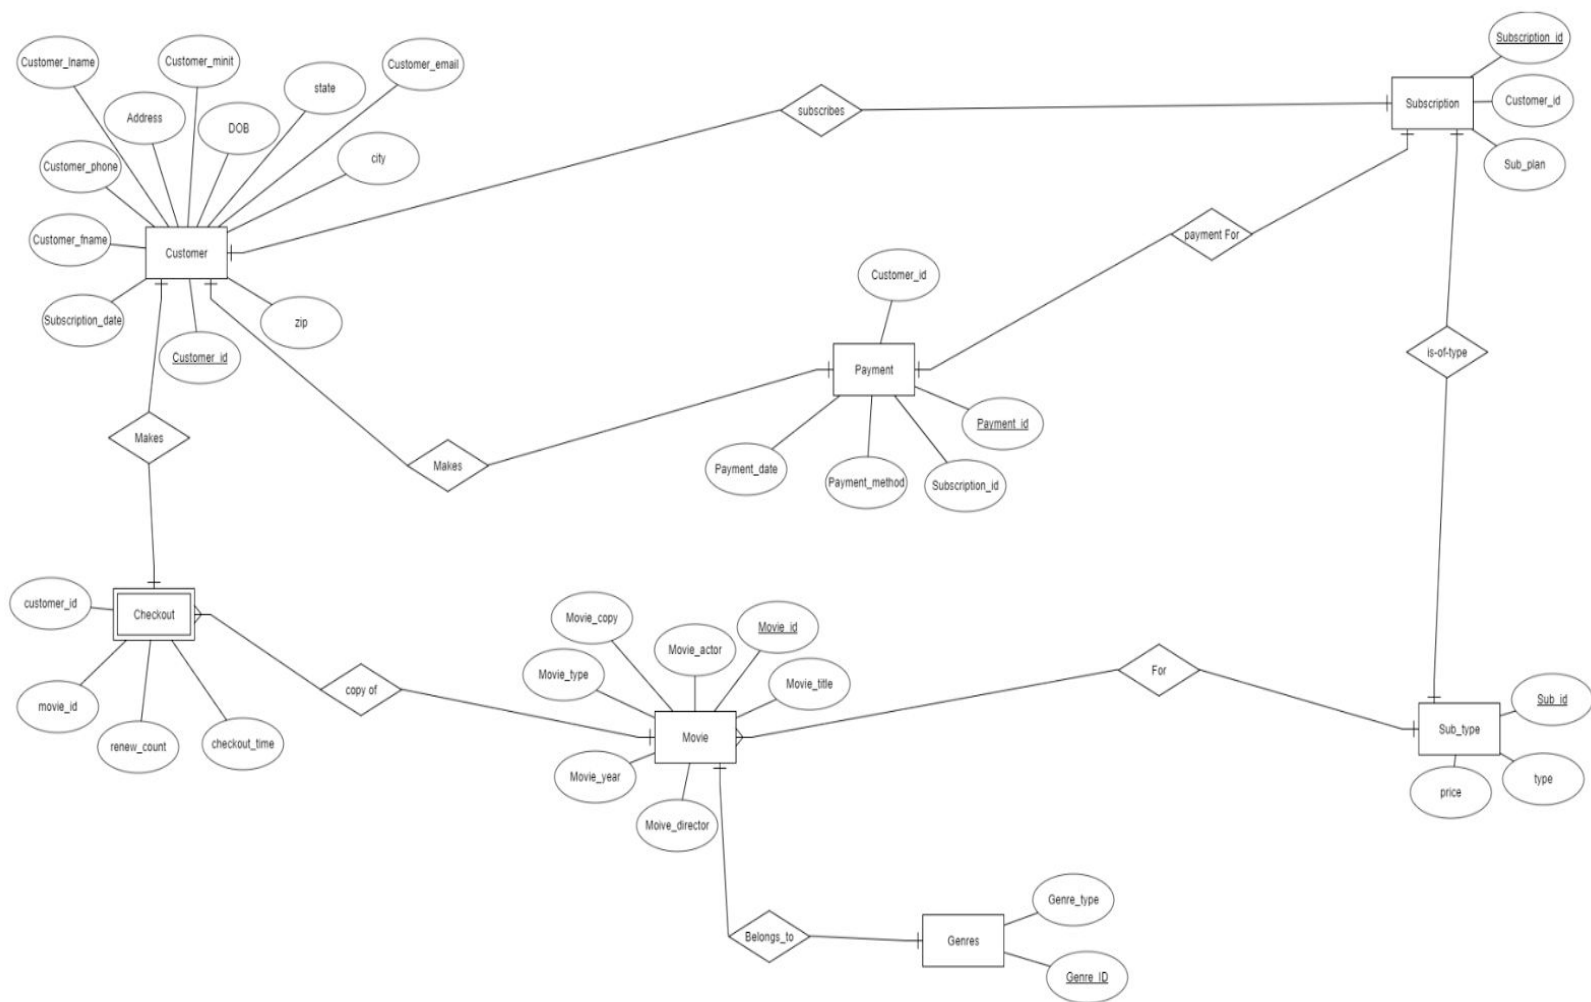 Subscription_id
Customer_lname
Customer_minit
Customer_email
state
Customer_id
Subscription
subscribes
Address
DOB
city
Customer_phone
Sub_plan
Customer_fname
Customer
payment For
Customer_id
Subscription_date
zip
Customer_id
is-of-type
Payment
Payment_id
Makes
Makes
Payment_date
Payment_method
Subscription_id
customer_id
Checkout
Movie_copy
Movie_id
Movie_actor
Movie_type
Movie_title
For
copy of
movie_id
Sub_id
renew_count
checkout_time
Movie
Sub_type
Movie_year
type
price
Moive_director
Genre_type
Belongs_to
Genres
Genre_ID